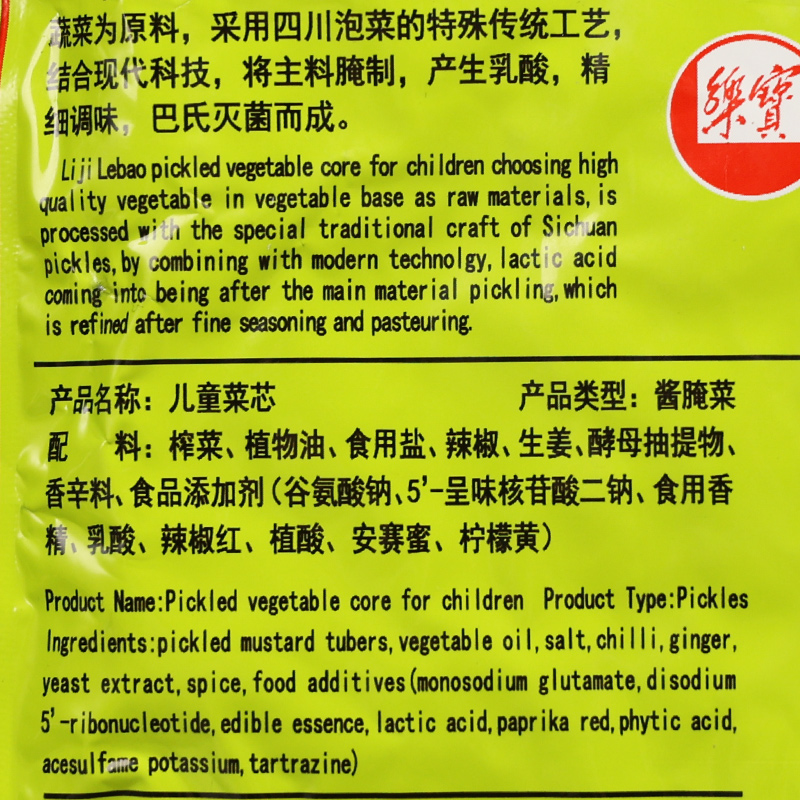 蔬菜为原料，采用四川泡菜的特殊传统工艺，
结合现代科技，将主料腌制，产生乳酸，精
细调味，巴氏灭菌而成。
樂寶
Liji Lebao pickled vegetable core for children choosing high
quality vegetable in vegetable base as raw materials, is
processed with the special traditional craft of Sichuan
pickles, by combining with modern technolgy, lactic acid
coming into being after the main material pickling, which
is refined after fine seasoning and pasteuring.
产品名称：儿童菜芯 产品类型：酱腌菜
配 料：榨菜、植物油、食用盐、辣椒、生姜、酵母抽提物、
香辛料、食品添加剂（谷氨酸钠、5'-呈味核苷酸二钠、食用香
精、乳酸、辣椒红、植酸、安赛蜜、柠檬黄）
Product Name:Pickled vegetable core for children Product Type:Pickles
Ingredients:pickled mustard tubers, vegetable oil, salt, chilli, ginger,
yeast extract, spice, food additives(monosodium glutamate, disodium
5'-ribonucleotide, edible essence, lactic acid, paprika red, phytic acid,
acesulfame potassium, tartrazine)